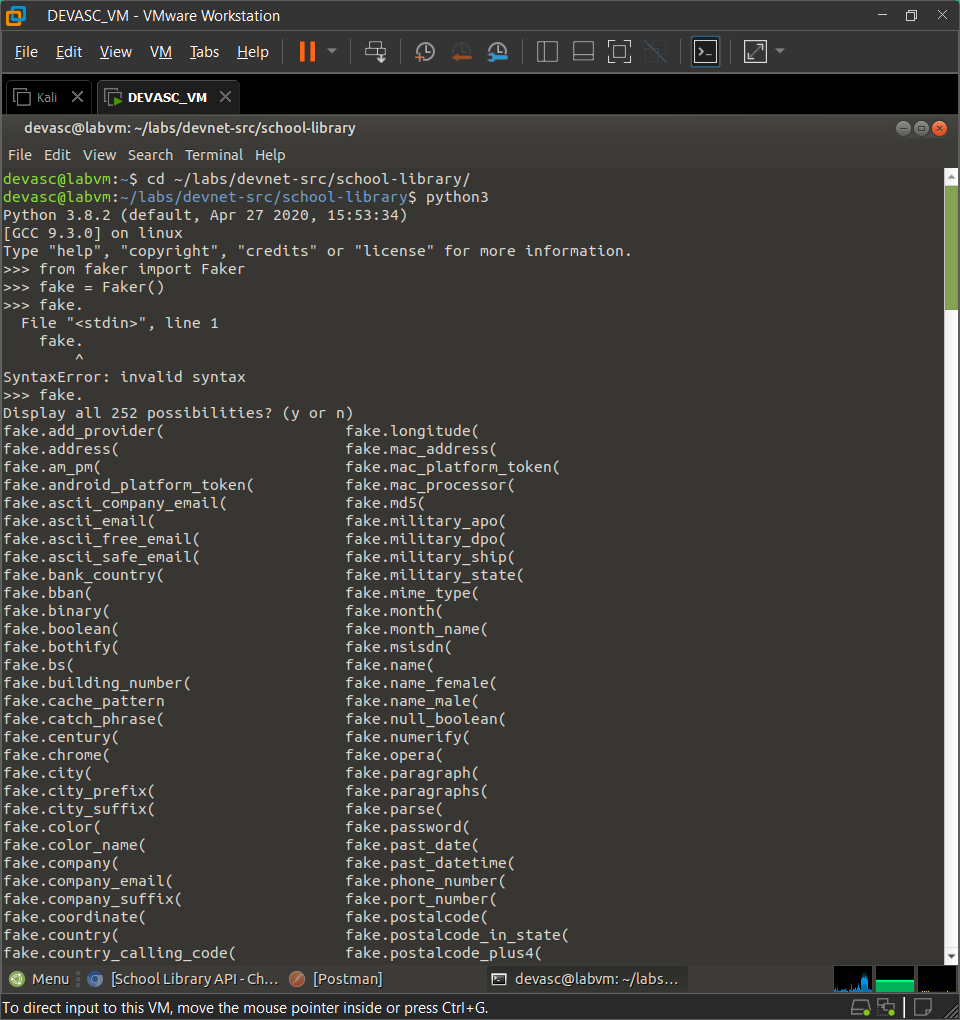 DEVASC_VM - VMware Workstation
File Edit View VM Tabs Help
Kali DEVASC_VM
devasc@labvm: ~/labs/devnet-src/school-library
File Edit View Search Terminal Help
devasc@labvm:~$ cd ~/labs/devnet-src/school-library/
devasc@labvm:~/labs/devnet-src/school-library$ python3
Python 3.8.2 (default, Apr 27 2020, 15:53:34)
[GCC 9.3.0] on linux
Type "help", "copyright", "credits" or "license" for more information.
>>> from faker import Faker
>>> fake = Faker()
>>> fake.
  File "<stdin>", line 1
    fake.
        ^
SyntaxError: invalid syntax
>>> fake.
Display all 252 possibilities? (y or n)
fake.add_provider( fake.longitude(
fake.address( fake.mac_address(
fake.am_pm( fake.mac_platform_token(
fake.android_platform_token( fake.mac_processor(
fake.ascii_company_email( fake.md5(
fake.ascii_email( fake.military_apo(
fake.ascii_free_email( fake.military_dpo(
fake.ascii_safe_email( fake.military_ship(
fake.bank_country( fake.military_state(
fake.bban( fake.mime_type(
fake.binary( fake.month(
fake.boolean( fake.month_name(
fake.bothify( fake.msisdn(
fake.bs( fake.name(
fake.building_number( fake.name_female(
fake.cache_pattern fake.name_male(
fake.catch_phrase( fake.null_boolean(
fake.century( fake.numerify(
fake.chrome( fake.opera(
fake.city( fake.paragraph(
fake.city_prefix( fake.paragraphs(
fake.city_suffix( fake.parse(
fake.color( fake.password(
fake.color_name( fake.past_date(
fake.company( fake.past_datetime(
fake.company_email( fake.phone_number(
fake.company_suffix( fake.port_number(
fake.coordinate( fake.postalcode(
fake.country( fake.postalcode_in_state(
fake.country_calling_code( fake.postalcode_plus4(
Menu [School Library API - Ch... [Postman] devasc@labvm: ~/labs...
To direct input to this VM, move the mouse pointer inside or press Ctrl+G.